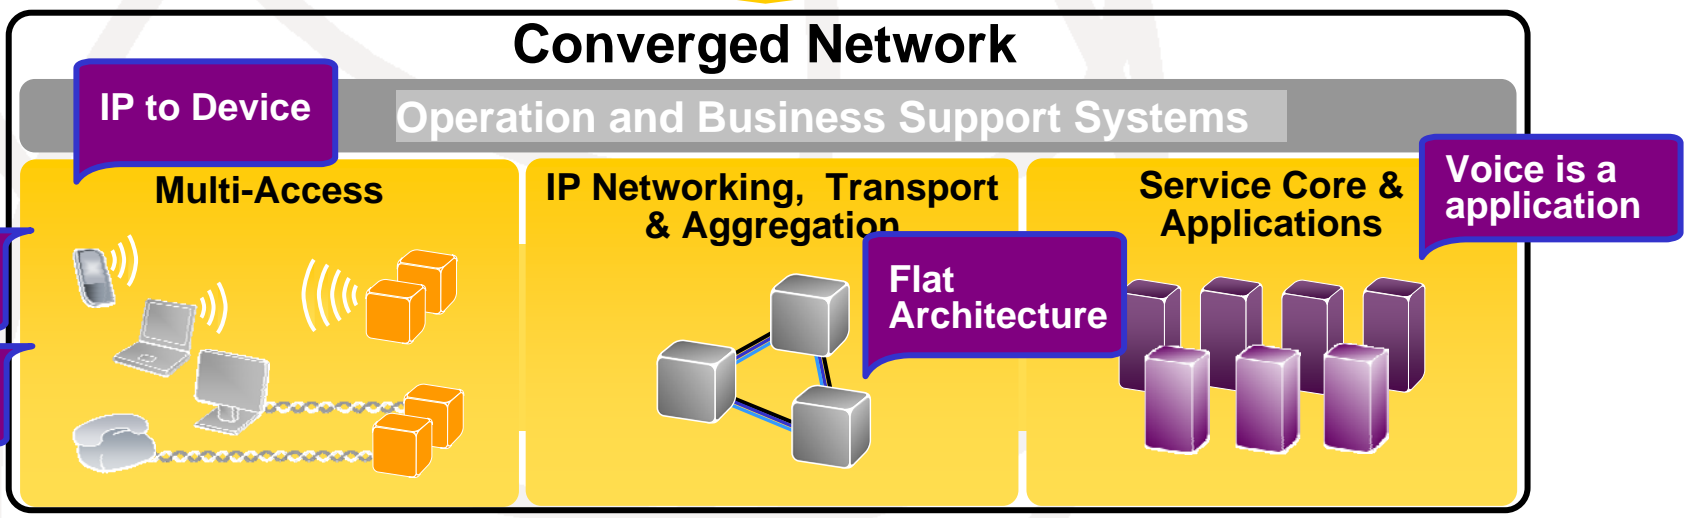 Converged Network
IP to Device
Operation and Business Support Systems
Multi-Access
IP Networking, Transport
& Aggregation
Service Core &
Applications
Voice is a
application
Flat
Architecture